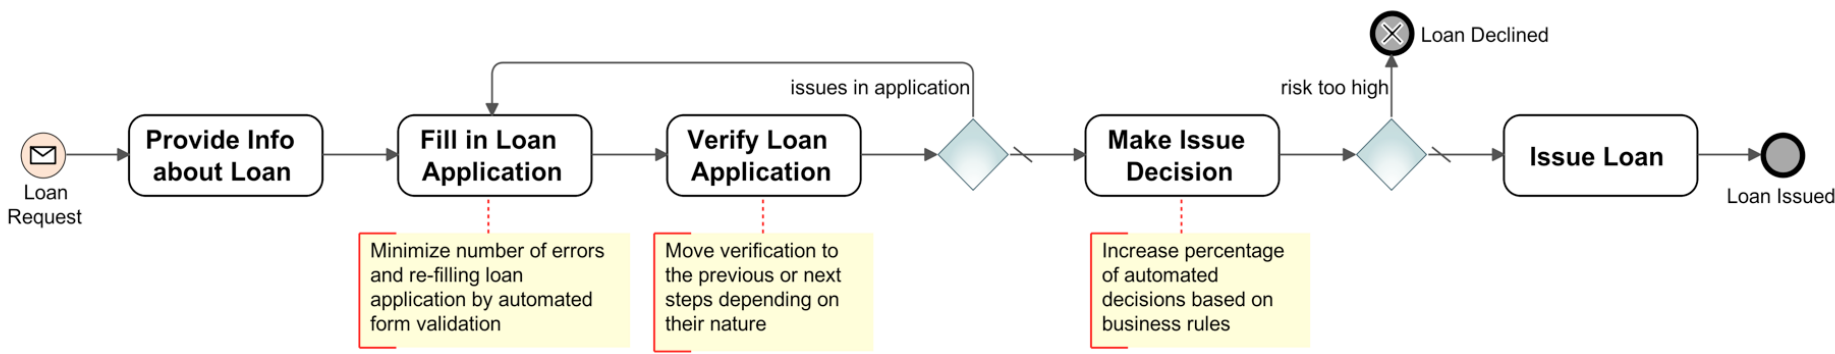 Loan Declined
issues in application
risk too high
Provide Info
about Loan
Fill in Loan
Application
Verify Loan
Application
Make Issue
Decision
Issue Loan
Loan
Request
Loan Issued
Minimize number of errors
and re-filling loan
application by automated
form validation
Move verification to
the previous or next
steps depending on
their nature
Increase percentage
of automated
decisions based on
business rules